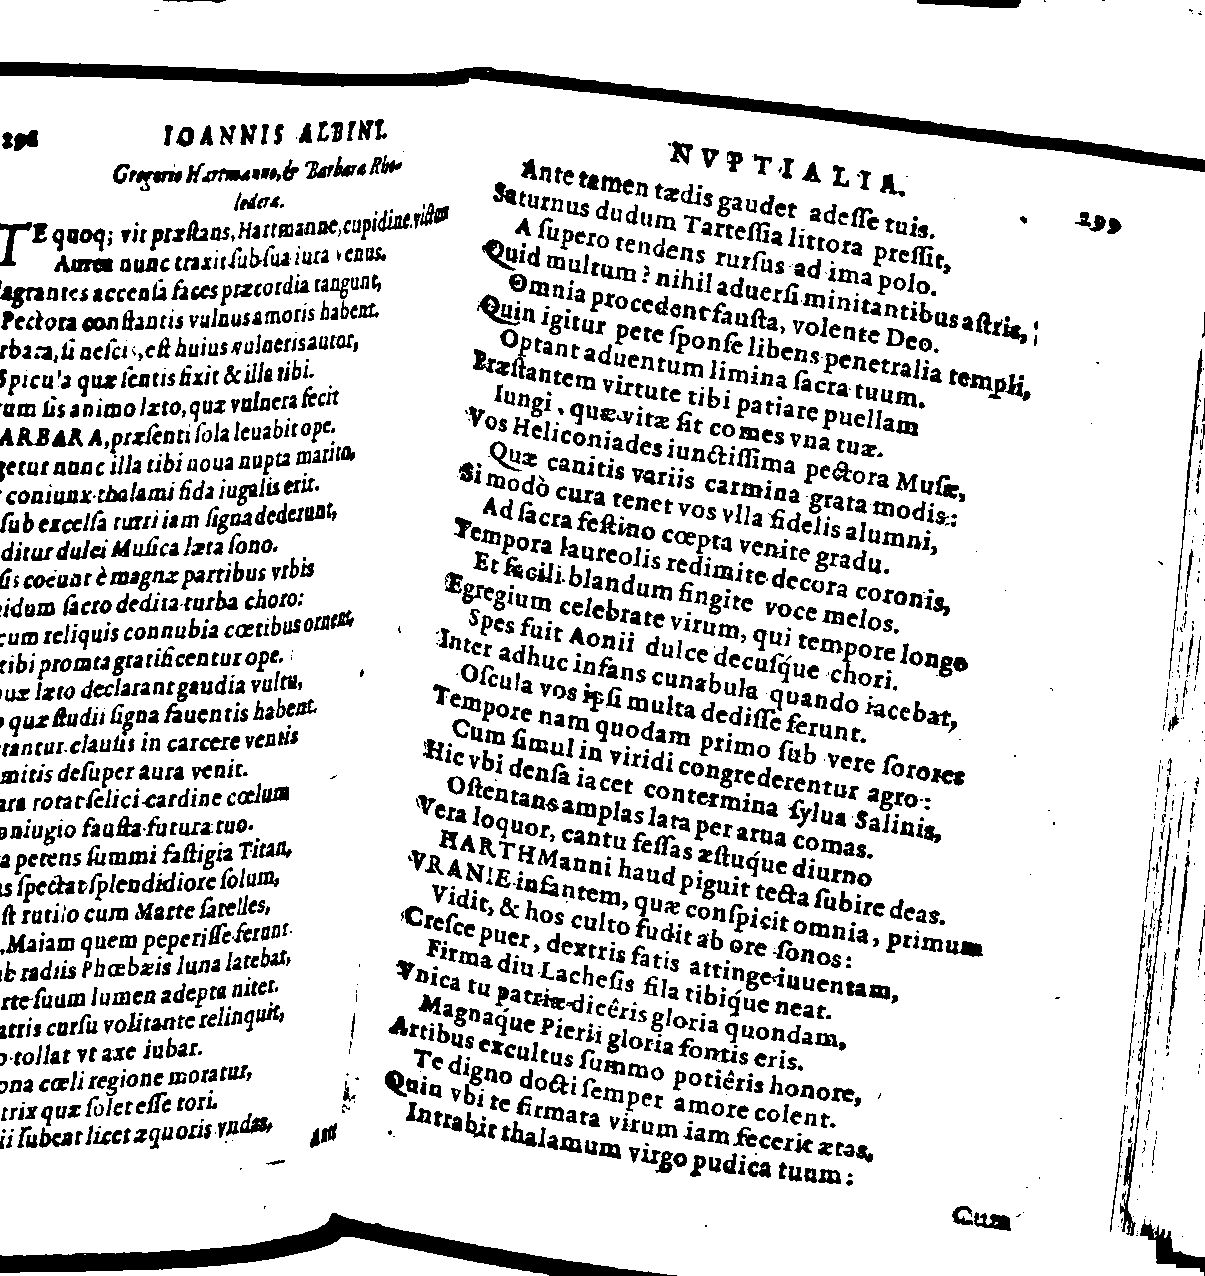 298
IOANNIS ALBINI.
Gregorio Hartmanno, & Barbara Rho-
lederæ.
TE quoq; vir præstans, Hartmanne, cupidine victum
Aurea nunc traxit sub sua iura venus.
lagrantes accensa faces præcordia tangunt,
Pectora constantis vulnus amoris habent.
rbara, si nescis, est huius vulneris autor,
Spicula quæ sentis fixit & illa tibi.
um sis animo læto, quæ vulnera fecit
ARBARA, præsenti sola leuabit ope.
getur nunc illa tibi noua nupta marito,
coniunx thalami fida iugalis erit.
sub excelsa turri iam signa dederunt,
ditur dulci Musica læta sono.
sis coëunt è magnæ partibus vrbis
idum sacro dedita turba choro:
cum reliquis connubia cœtibus ornent,
tibi promta gratificentur ope.
uæ læto declarant gaudia vultu,
quæ studii signa fauentis habent.
tantur clausis in carcere ventis
mitis desuper aura venit.
ara rotat felici cardine cœlum
oniugio fausta futura tuo.
a petens summi fastigia Titan,
s spectat splendidiore solum,
st rutilo cum Marte satelles,
Maiam quem peperisse ferunt.
b radiis Phœbæis luna latebat,
rte suum lumen adepta nitet.
atris cursu volitante relinquit,
tollat vt axe iubar.
ona cœli regione moratur,
trix quæ solet esse tori.
ii subeat licet æquoris vndas,
Ant
NVPTIALIA.
299
Ante tamen tædis gaudet adesse tuis.
Saturnus dudum Tartessia littora pressit,
A supero tendens rursus ad ima polo.
Quid multum? nihil aduersi minitantibus astris,
Omnia procedent fausta, volente Deo.
Quin igitur pete sponse libens penetralia templi,
Optant aduentum limina sacra tuum.
Præstantem virtute tibi patiare puellam
Iungi, quæ vitæ sit comes vna tuæ.
Vos Heliconiades iunctissima pectora Musæ,
Quæ canitis variis carmina grata modis:
Si modò cura tenet vos vlla fidelis alumni,
Ad sacra festino cœpta venite gradu.
Tempora laureolis redimite decora coronis,
Et facili blandum fingite voce melos.
Egregium celebrate virum, qui tempore longo
Spes fuit Aonii dulce decusq́ue chori.
Inter adhuc infans cunabula quando iacebat,
Oscula vos ipsi multa dedisse ferunt.
Tempore nam quodam primo sub vere sorores
Cum simul in viridi congrederentur agro:
Hic vbi densa iacet contermina sylua Salinis,
Ostentans amplas lata per arua comas.
Vera loquor, cantu fessas æstuq́ue diurno
HARTHManni haud piguit tecta subire deas.
VRANIE infantem, quæ conspicit omnia, primum
Vidit, & hos culto fudit ab ore sonos:
Cresce puer, dextris fatis attinge iuuentam,
Firma diu Lachesis fila tibiq́ue neat.
Vnica tu patriæ dicêris gloria quondam,
Magnaq́ue Pierii gloria fontis eris.
Artibus excultus summo potiêris honore,
Te digno docti semper amore colent.
Quin vbi te firmata virum iam fecerit ætas,
Intrabit thalamum virgo pudica tuum:
Cum